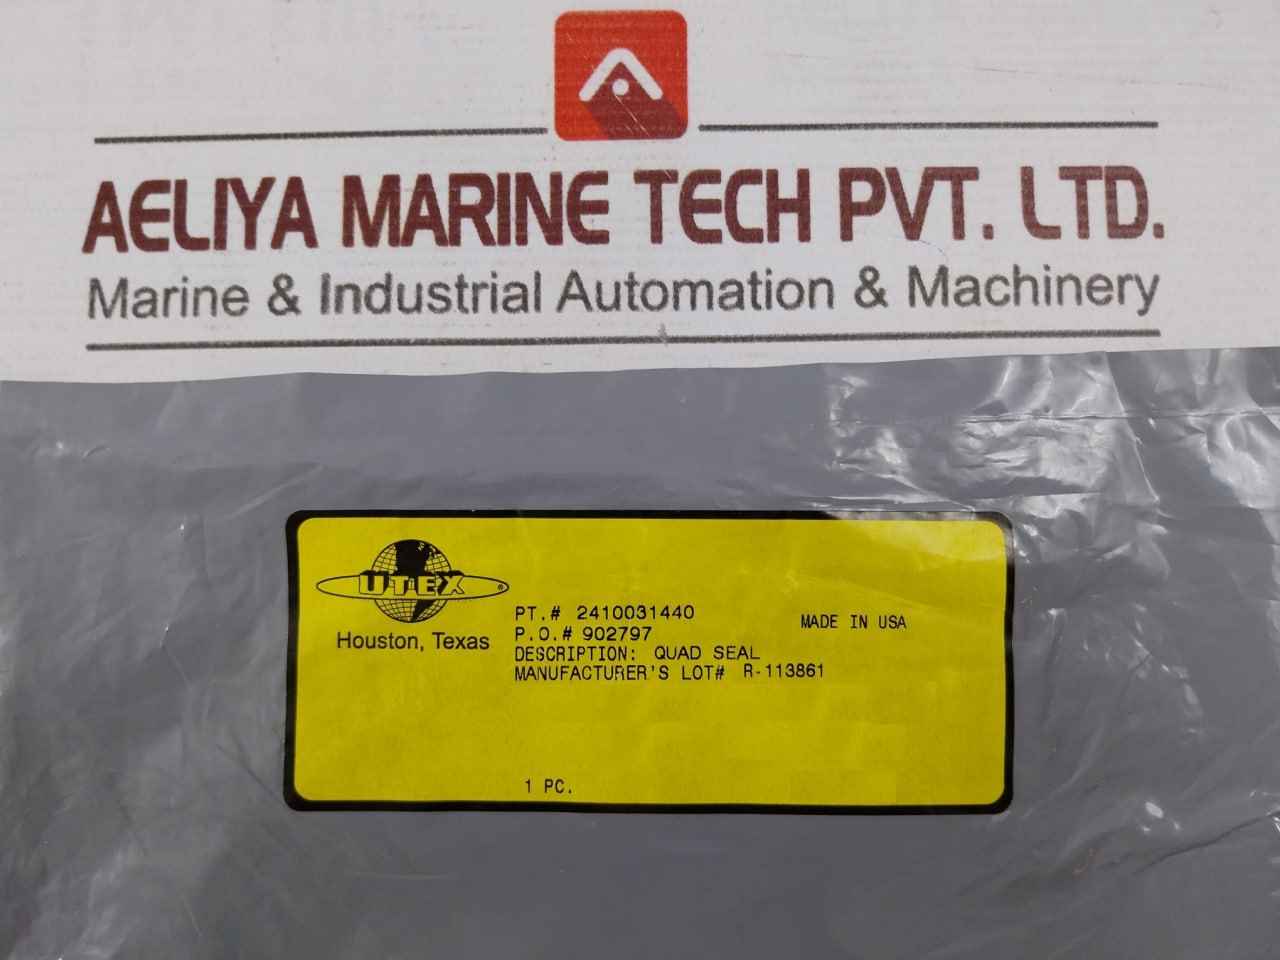 AELIYA MARINE TECH PVT. LTD.
Marine & Industrial Automation & Machinery
UTEX ®
Houston, Texas
PT.# 2410031440
MADE IN USA
P.O.# 902797
DESCRIPTION: QUAD SEAL
MANUFACTURER'S LOT# R-113861
1 PC.